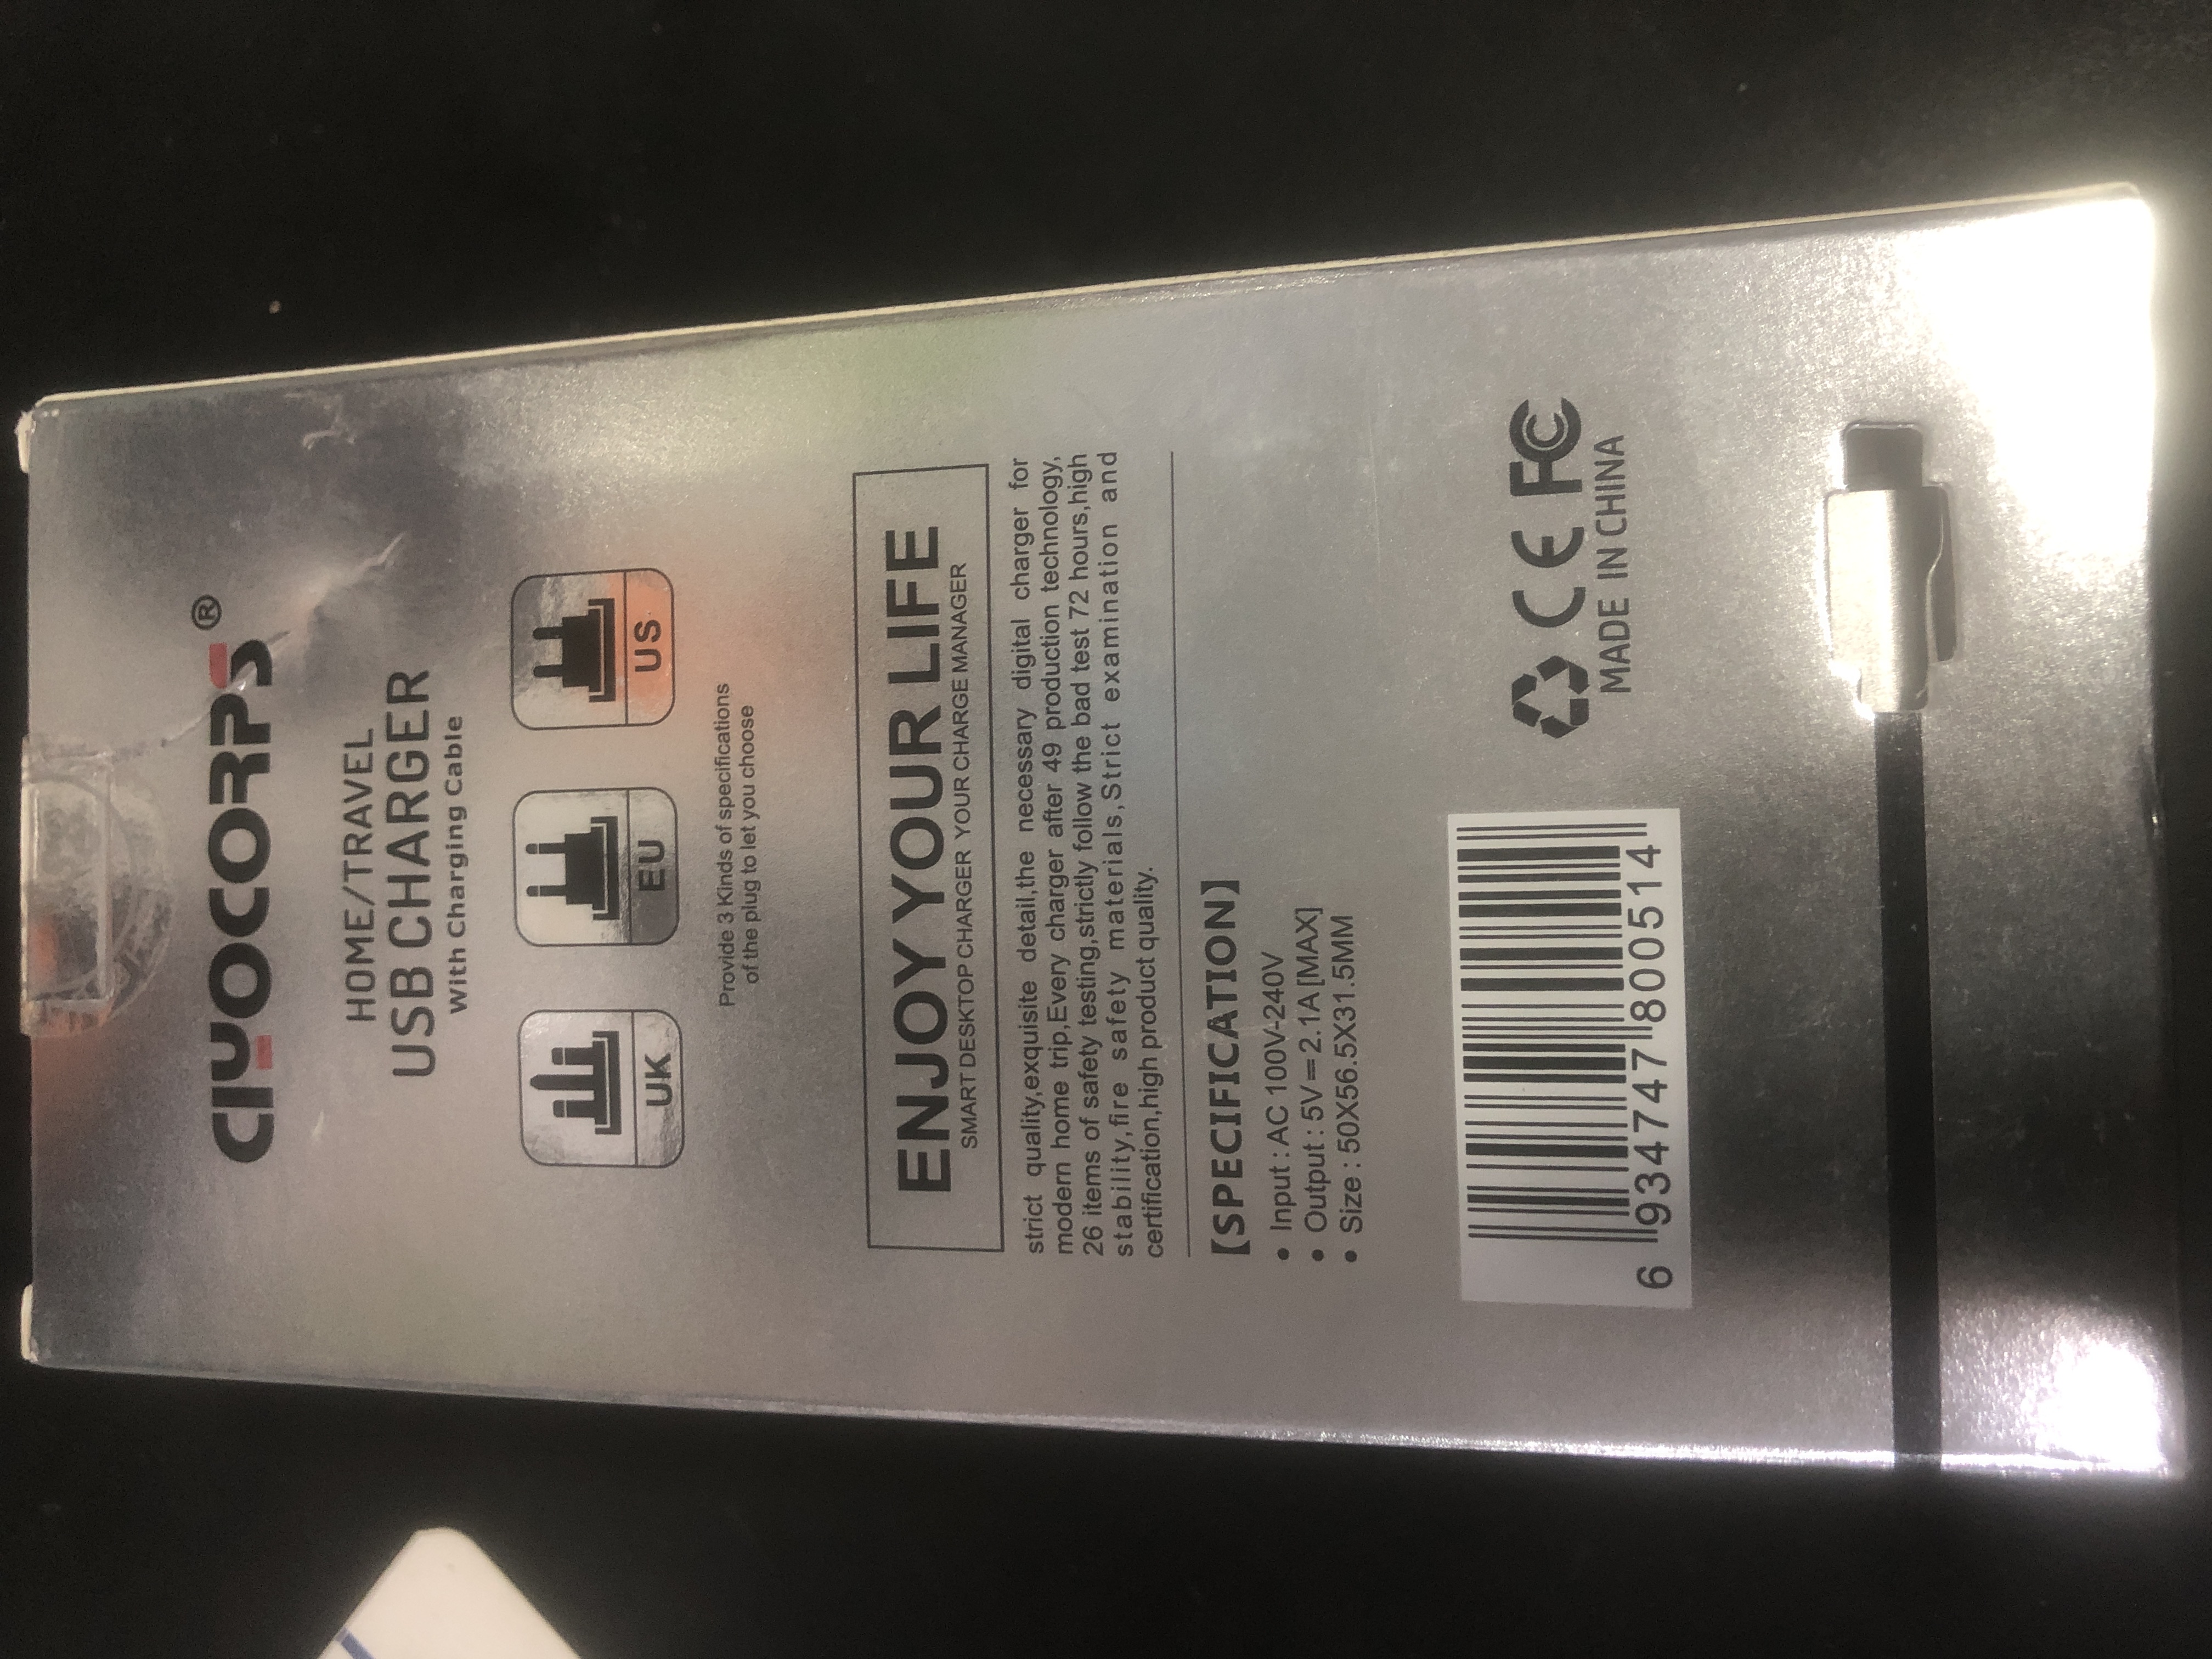 CIYOCORPS®
HOME/TRAVEL
USB CHARGER
With Charging Cable
UK EU US
Provide 3 Kinds of specifications
of the plug to let you choose
ENJOY YOUR LIFE
SMART DESKTOP CHARGER YOUR CHARGE MANAGER
strict quality,exquisite detail,the necessary digital charger for
modern home trip,Every charger after 49 production technology,
26 items of safety testing,strictly follow the bad test 72 hours,high
stability,fire safety materials,Strict examination and
certification,high product quality.
【SPECIFICATION】
• Input : AC 100V-240V
• Output : 5V⎓2.1A [MAX]
• Size : 50X56.5X31.5MM
CE FC
MADE IN CHINA
6 934747 800514